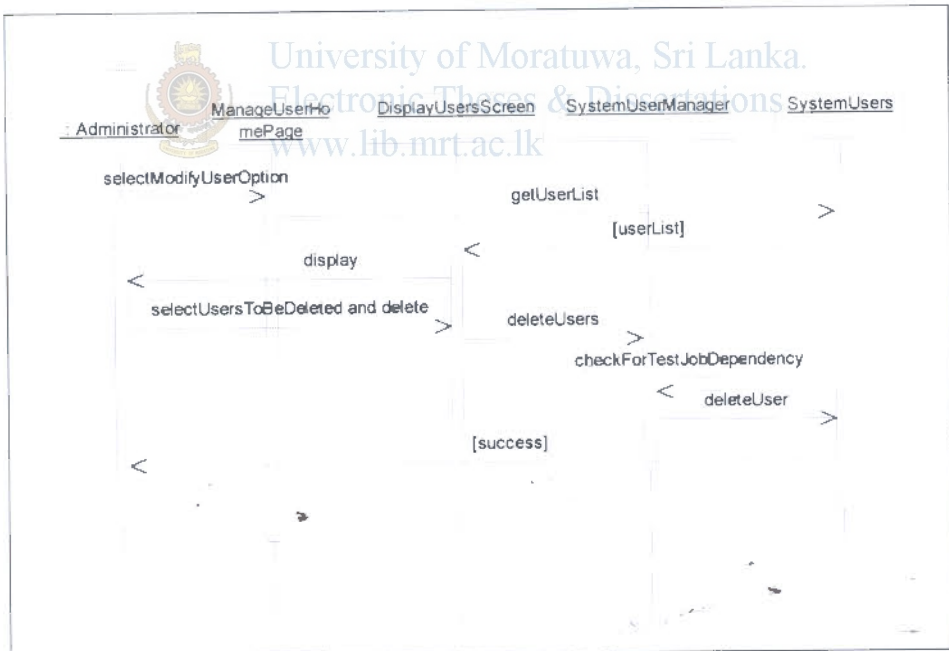 University of Moratuwa, Sri Lanka.
Electronic Theses & Dissertations
www.lib.mrt.ac.lk
: Administrator
ManageUserHo
mePage
DisplayUsersScreen
SystemUserManager
SystemUsers
selectModifyUserOption
getUserList
[userList]
display
selectUsersToBeDeleted and delete
deleteUsers
checkForTestJobDependency
deleteUser
[success]